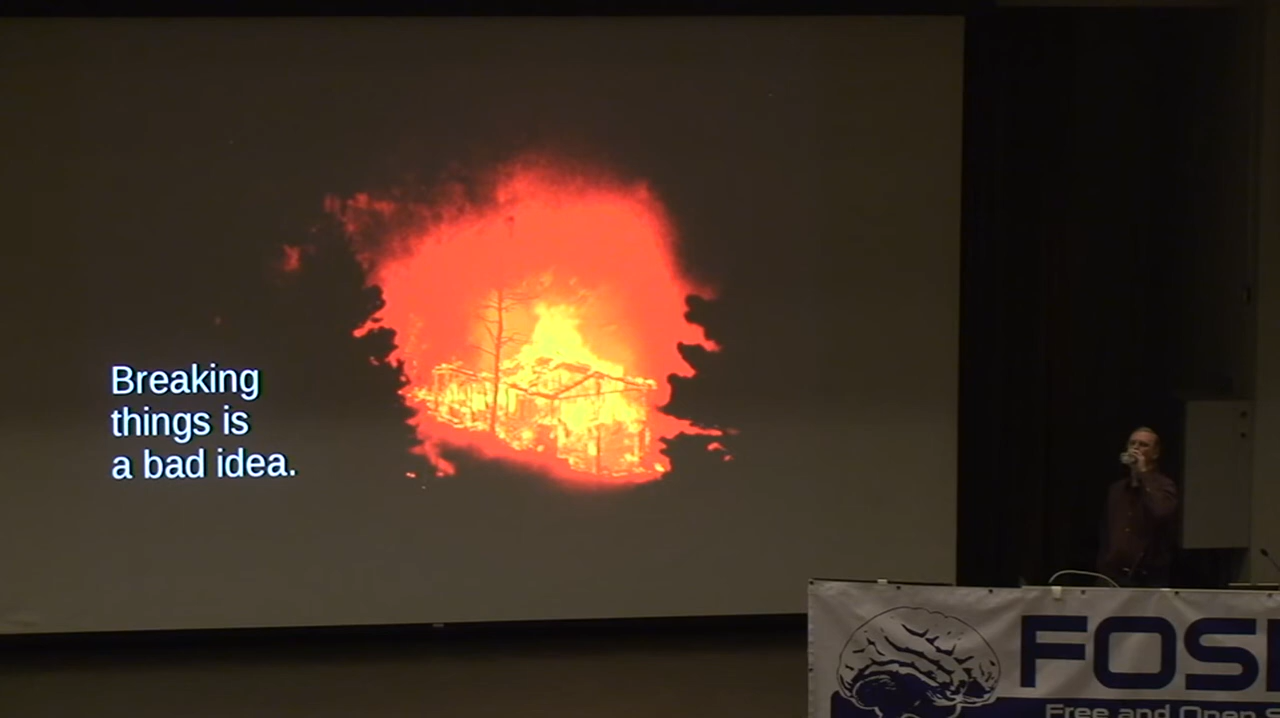 Breaking
things is
a bad idea.
FOS
Free and Open